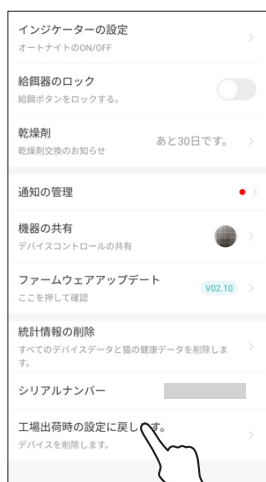 インジケーターの設定
オートナイトのON/OFF
給餌器のロック
給餌ボタンをロックする。
乾燥剤
あと30日です。
乾燥剤交換のお知らせ
通知の管理
機器の共有
デバイスコントロールの共有
ファームウェアアップデート
V02.10
ここを押して確認
統計情報の削除
すべてのデバイスデータと猫の健康データを削除しま
す。
シリアルナンバー
工場出荷時の設定に戻します。
デバイスを削除します。